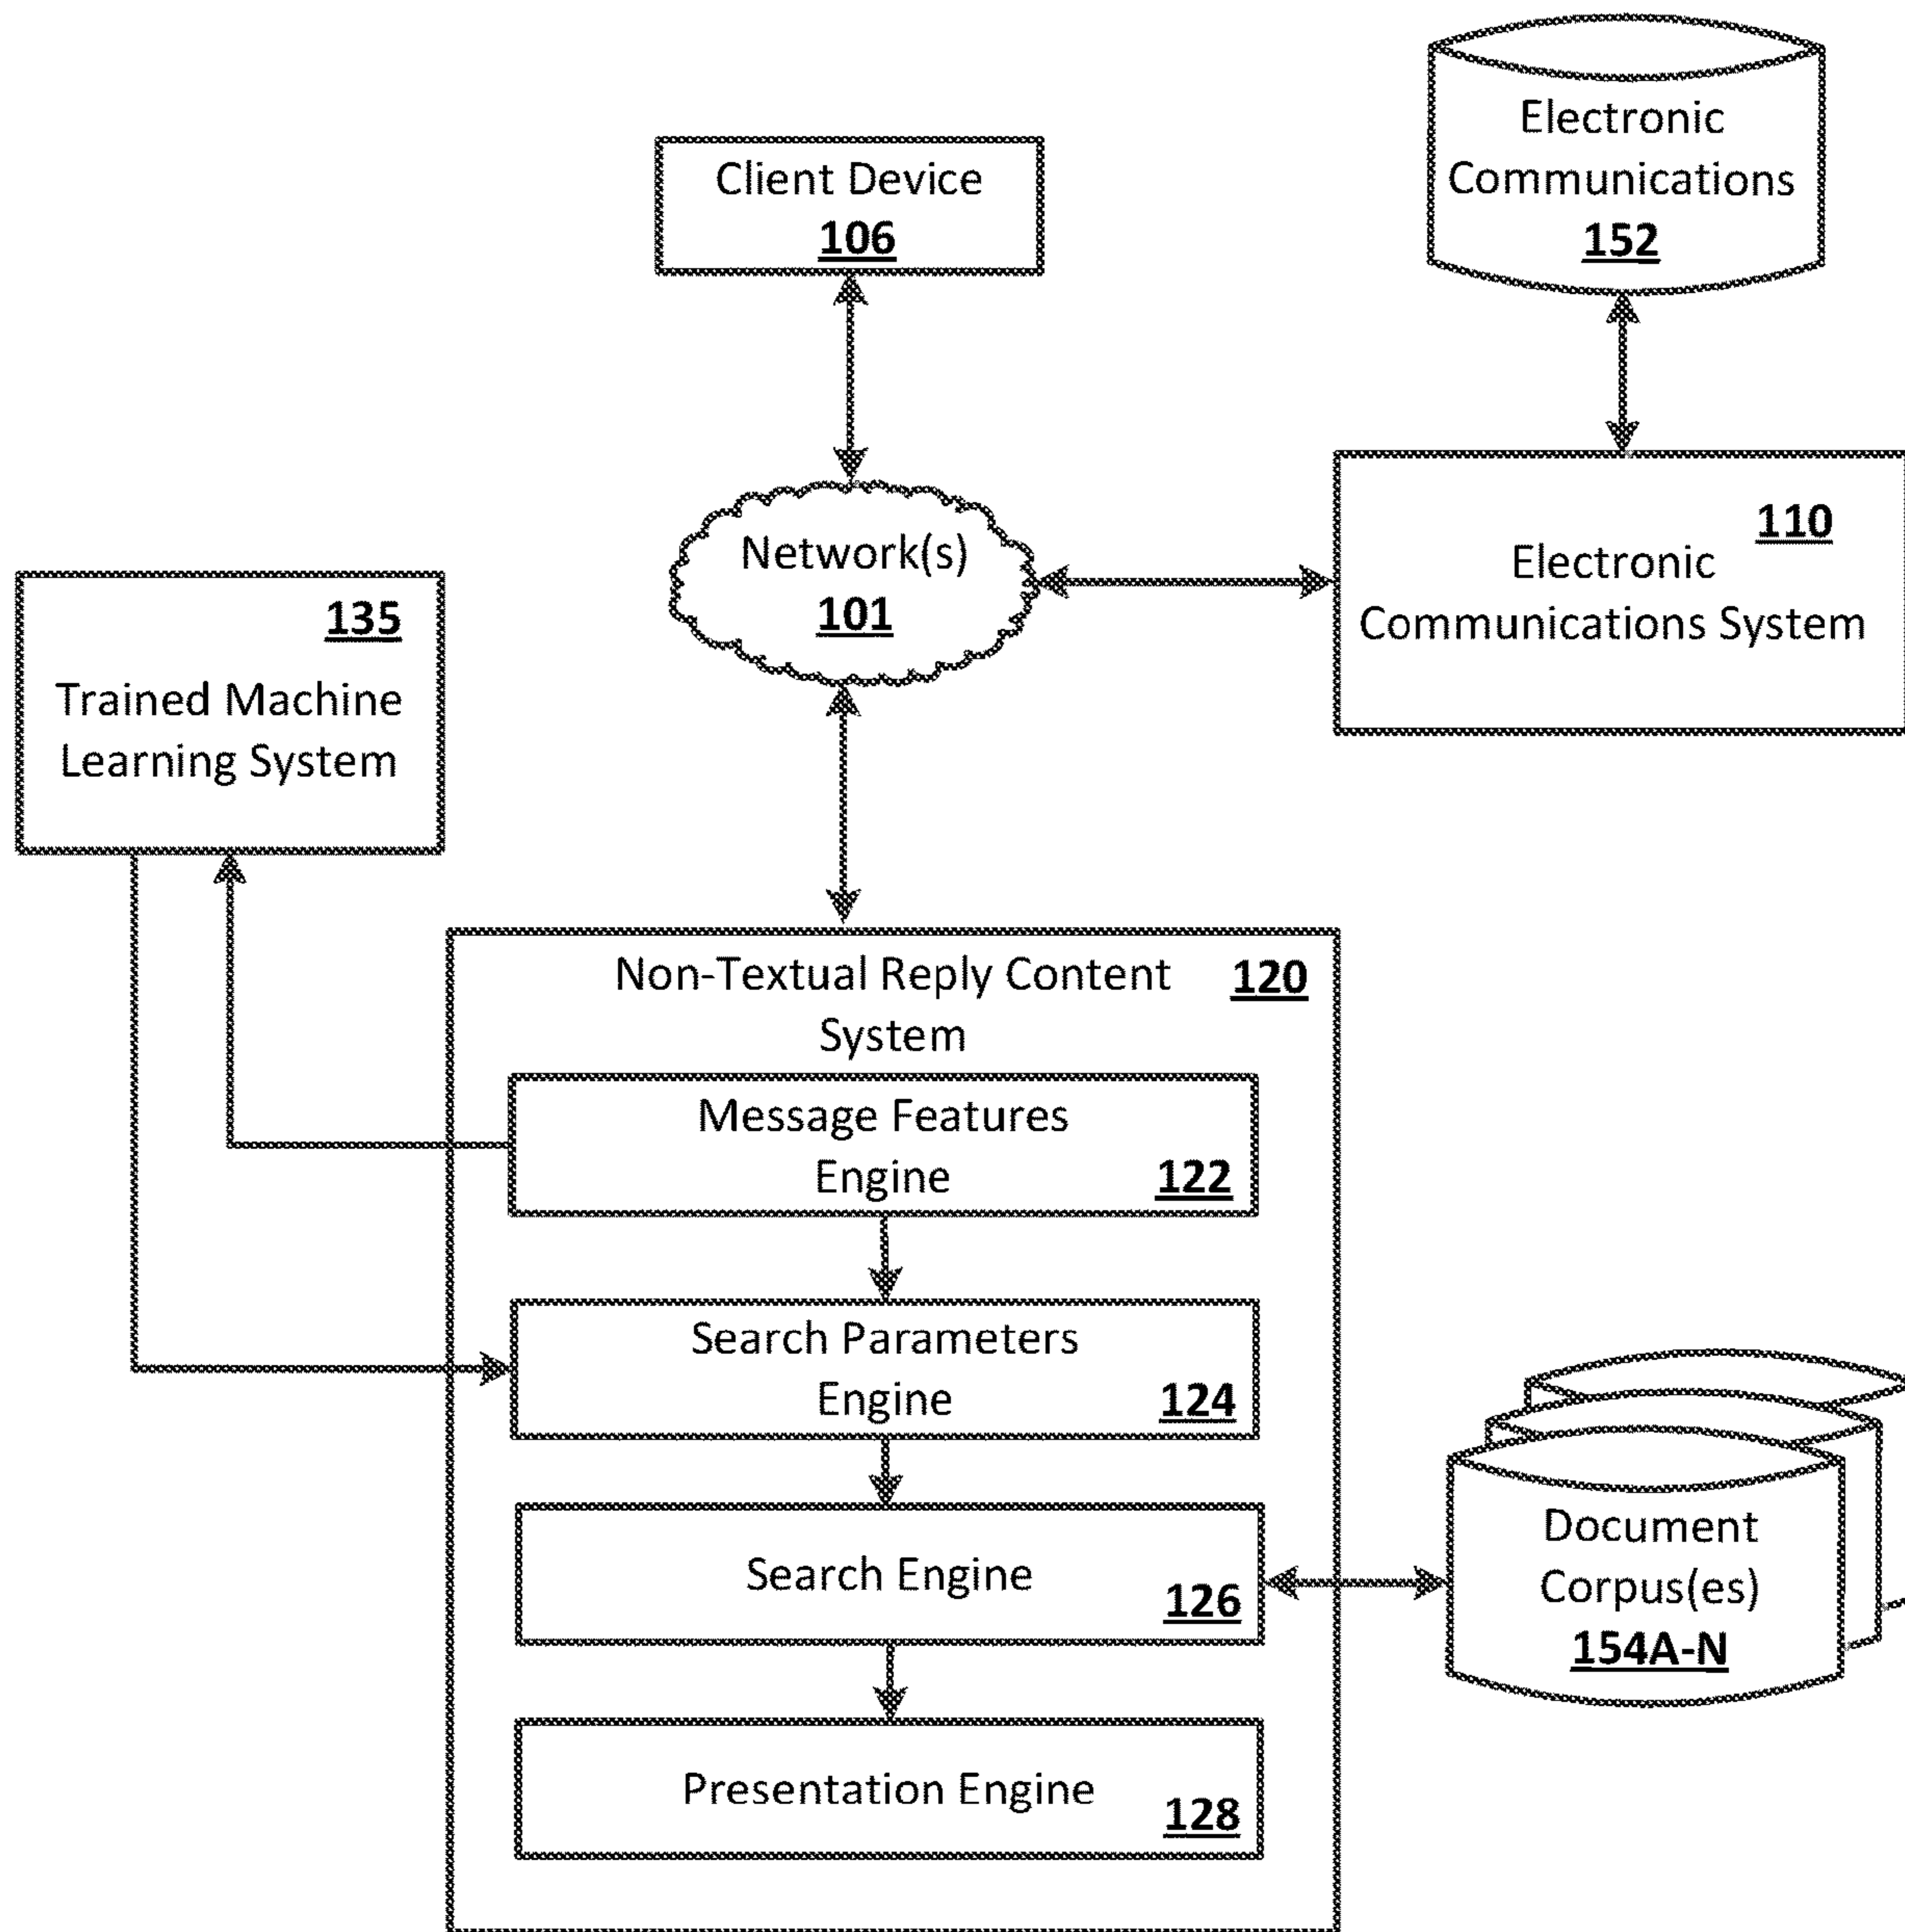 Electronic
Communications
152
Client Device
106
Network(s)
101
110
Electronic
Communications System
135
Trained Machine
Learning System
Non-Textual Reply Content
120
System
Message Features
Engine
122
Search Parameters
Engine
124
Search Engine
126
Document
Corpus(es)
154A-N
Presentation Engine
128